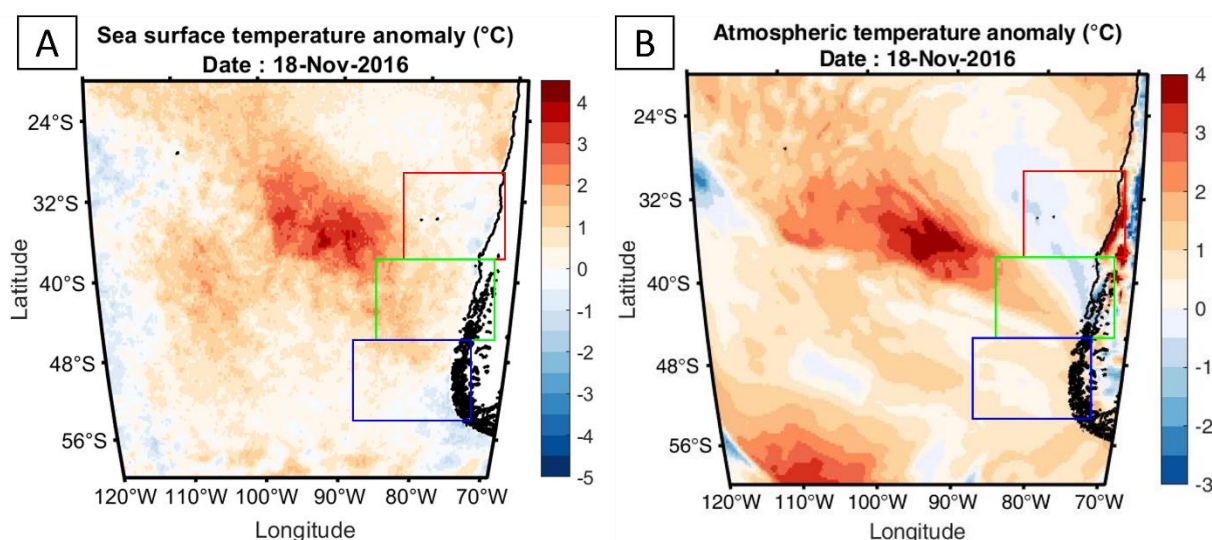 A
Sea surface temperature anomaly (°C)
Date : 18-Nov-2016
24°S
32°S
40°S
48°S
56°S
Latitude
120°W 110°W 100°W 90°W 80°W 70°W
Longitude
4
3
2
1
0
-1
-2
-3
-4
-5
B
Atmospheric temperature anomaly (°C)
Date : 18-Nov-2016
24°S
32°S
40°S
48°S
56°S
Latitude
120°W 110°W 100°W 90°W 80°W 70°W
Longitude
4
3
2
1
0
-1
-2
-3